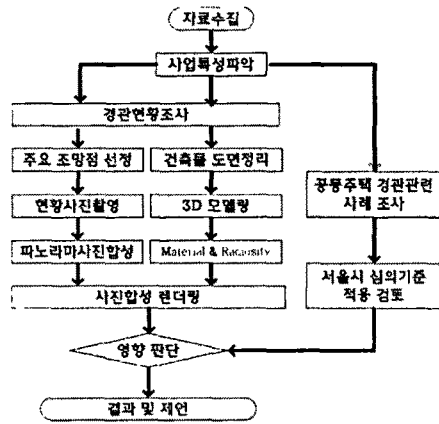 자료수집
사업특성파악
경관현황조사
주요 조망점 선정
건축물 도면정리
공동주택 경관관련
사례 조사
현황사진촬영
3D 모델링
파노라마사진합성
Material & Radiosity
서울시 심의기준
적용 검토
사진합성 렌더링
영향 판단
결과 및 제언